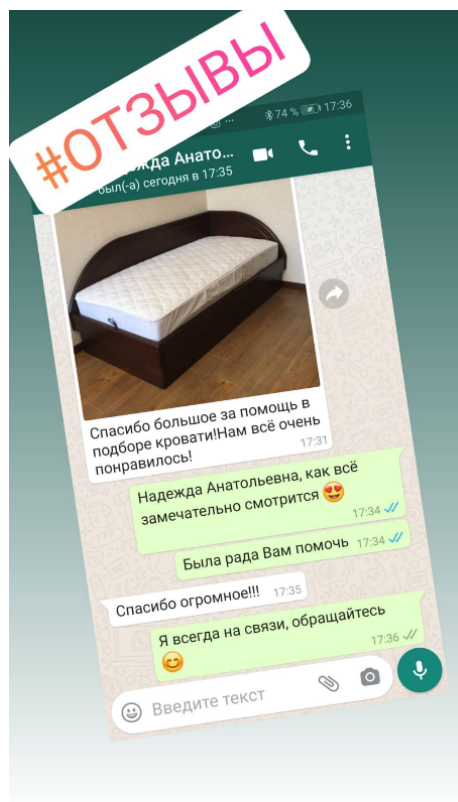 #ОТЗЫВЫ
74 % 17:36
жда Анато...
был(-а) сегодня в 17:35
Спасибо большое за помощь в
подборе кровати!Нам всё очень
понравилось!
17:31
Надежда Анатольевна, как всё
замечательно смотрится 😍
17:34
Была рада Вам помочь 17:34
Спасибо огромное!!! 17:35
Я всегда на связи, обращайтесь
😊
17:36
Введите текст